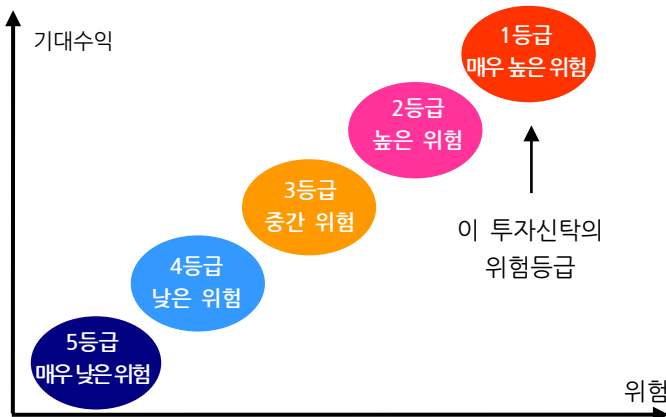 기대수익
1등급
매우 높은 위험
2등급
높은 위험
3등급
중간 위험
이 투자신탁의
위험등급
4등급
낮은 위험
5등급
매우 낮은 위험
위험